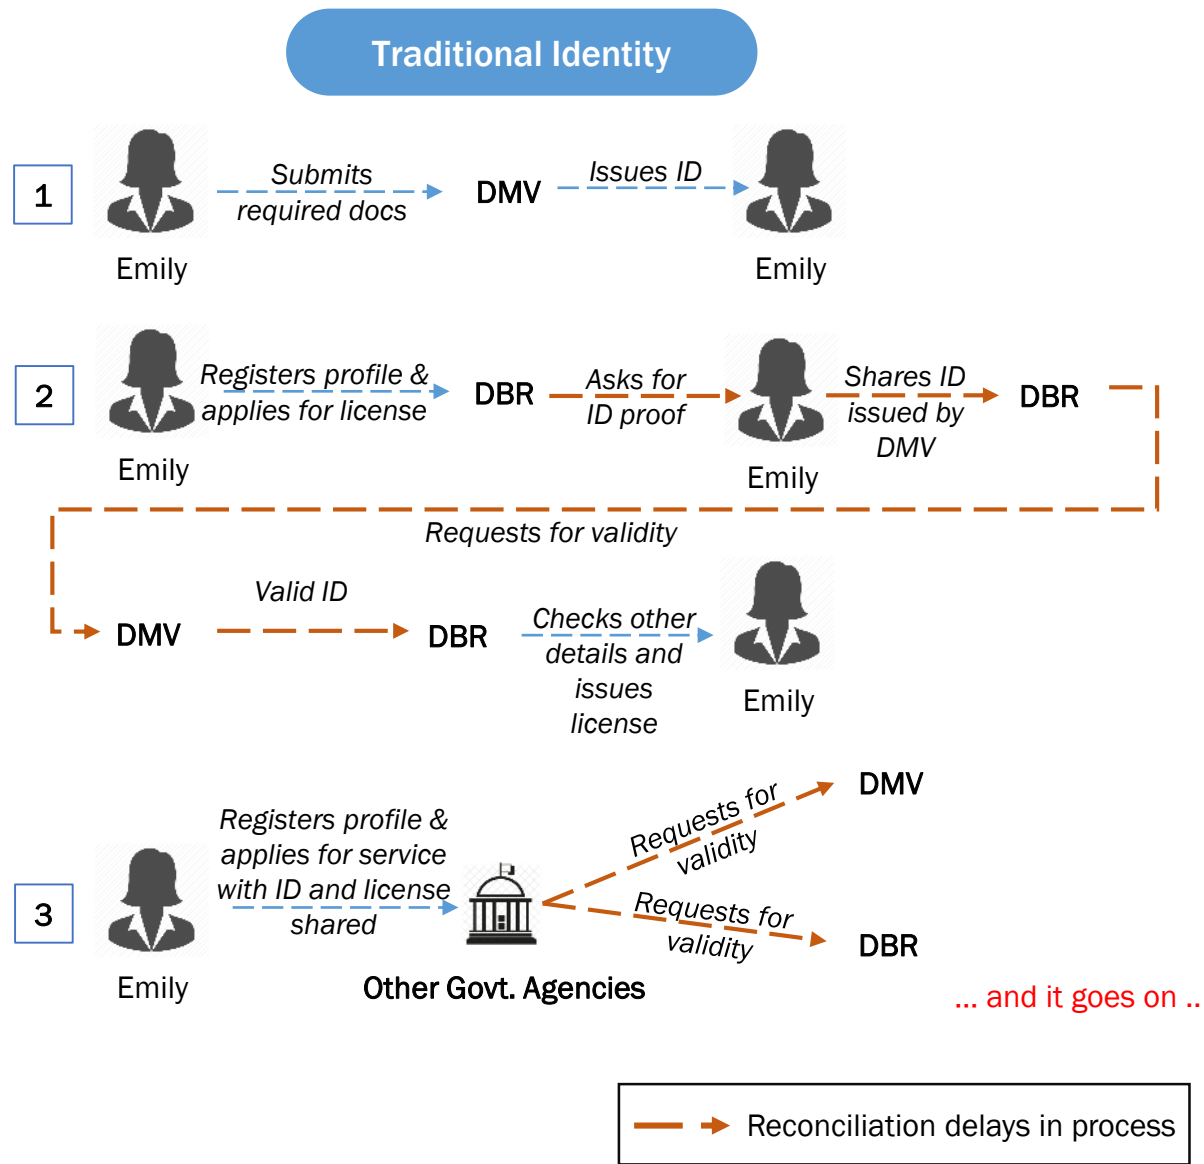 Traditional Identity
1
Submits
required docs
DMV
Issues ID
Emily
Emily
2
Registers profile &
applies for license
DBR
Asks for
ID proof
Shares ID
issued by
DMV
DBR
Emily
Emily
Requests for validity
DMV
Valid ID
DBR
Checks other
details and
issues
license
Emily
3
Registers profile &
applies for service
with ID and license
shared
Emily
Other Govt. Agencies
Requests for
validity
DMV
Requests for
validity
DBR
... and it goes on ..
Reconciliation delays in process